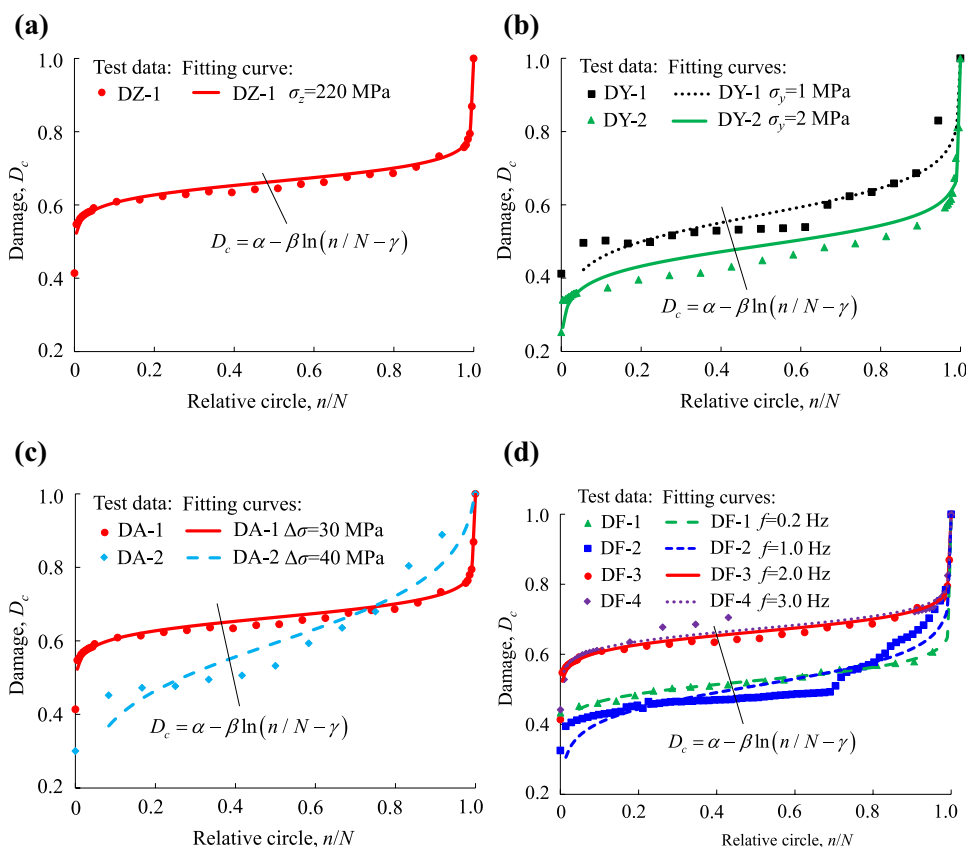 (a)
Test data: Fitting curve:
DZ-1 DZ-1 σz=220 MPa
Dc = α − β ln(n / N − γ)
Damage, Dc
1.0
0.8
0.6
0.4
0.2
0 0.2 0.4 0.6 0.8 1.0
Relative circle, n/N
(b)
Test data: Fitting curves:
DY-1 DY-1 σy=1 MPa
DY-2 DY-2 σy=2 MPa
Dc = α − β ln(n / N − γ)
Damage, Dc
1.0
0.8
0.6
0.4
0.2
0 0.2 0.4 0.6 0.8 1.0
Relative circle, n/N
(c)
Test data: Fitting curves:
DA-1 DA-1 Δσ=30 MPa
DA-2 DA-2 Δσ=40 MPa
Dc = α − β ln(n / N − γ)
Damage, Dc
1.0
0.8
0.6
0.4
0.2
0 0.2 0.4 0.6 0.8 1.0
Relative circle, n/N
(d)
Test data: Fitting curves:
DF-1 DF-1 f=0.2 Hz
DF-2 DF-2 f=1.0 Hz
DF-3 DF-3 f=2.0 Hz
DF-4 DF-4 f=3.0 Hz
Dc = α − β ln(n / N − γ)
Damage, Dc
1.0
0.8
0.6
0.4
0.2
0 0.2 0.4 0.6 0.8 1.0
Relative circle, n/N